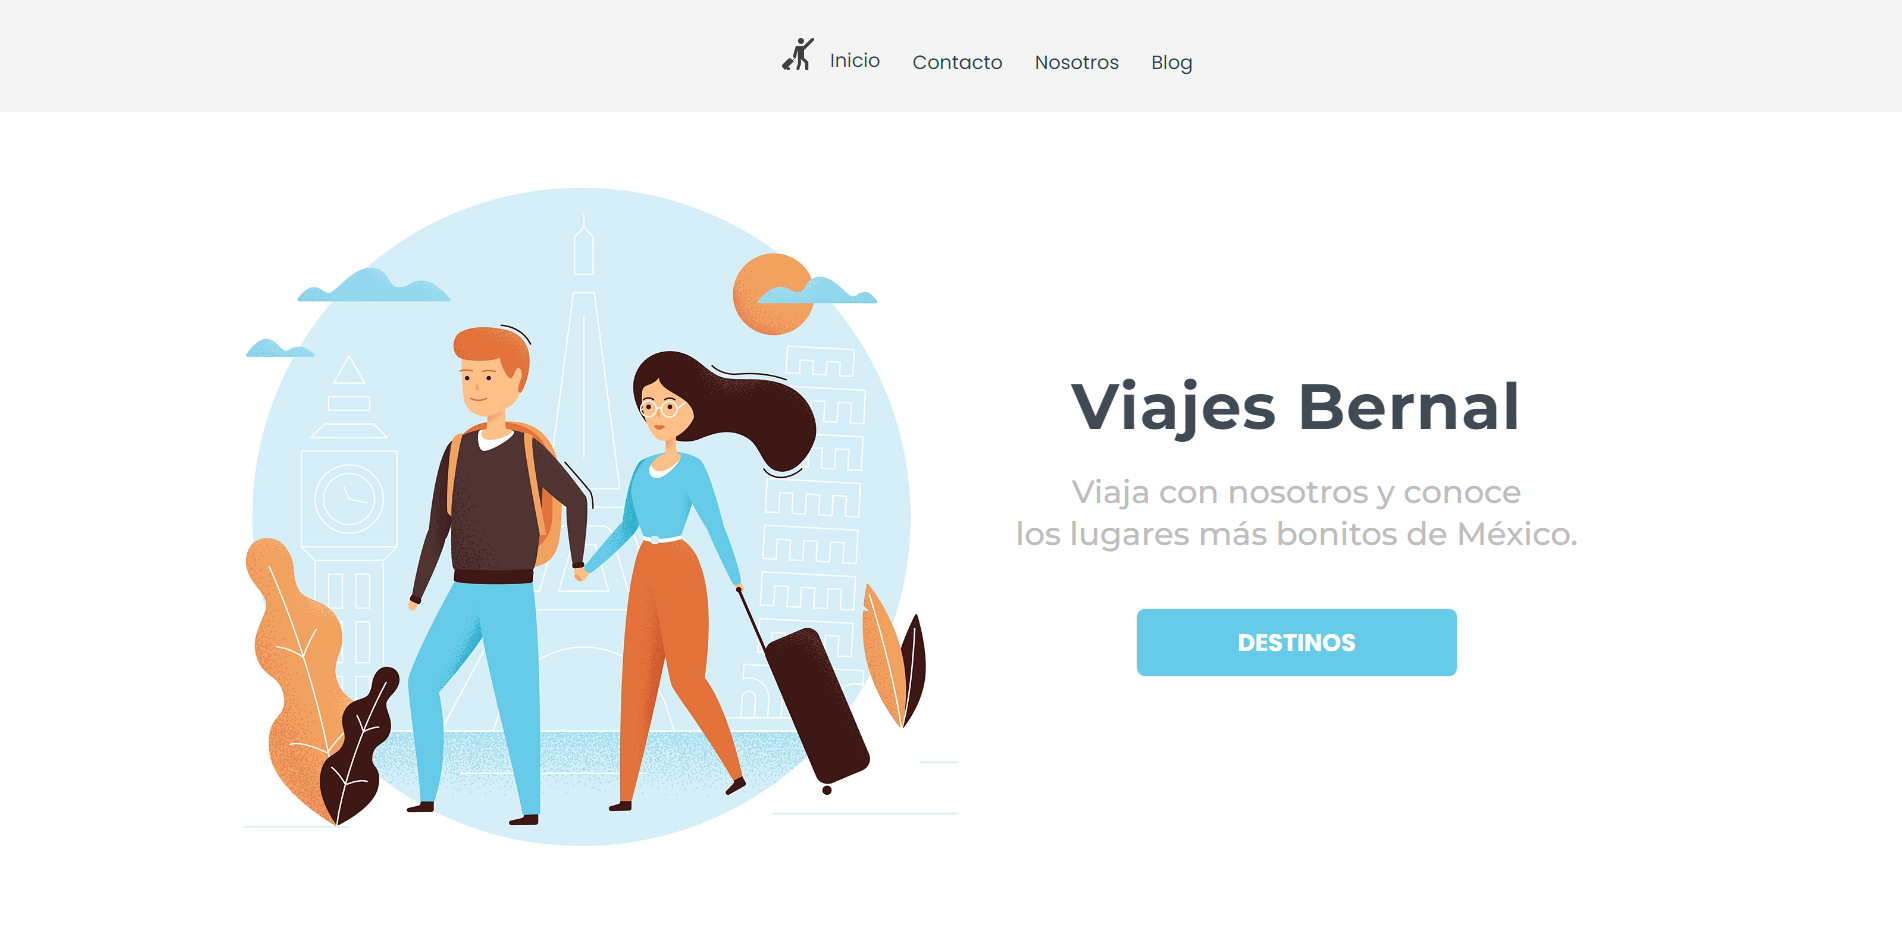 Inicio Contacto Nosotros Blog
Viajes Bernal
Viaja con nosotros y conoce
los lugares más bonitos de México.
DESTINOS